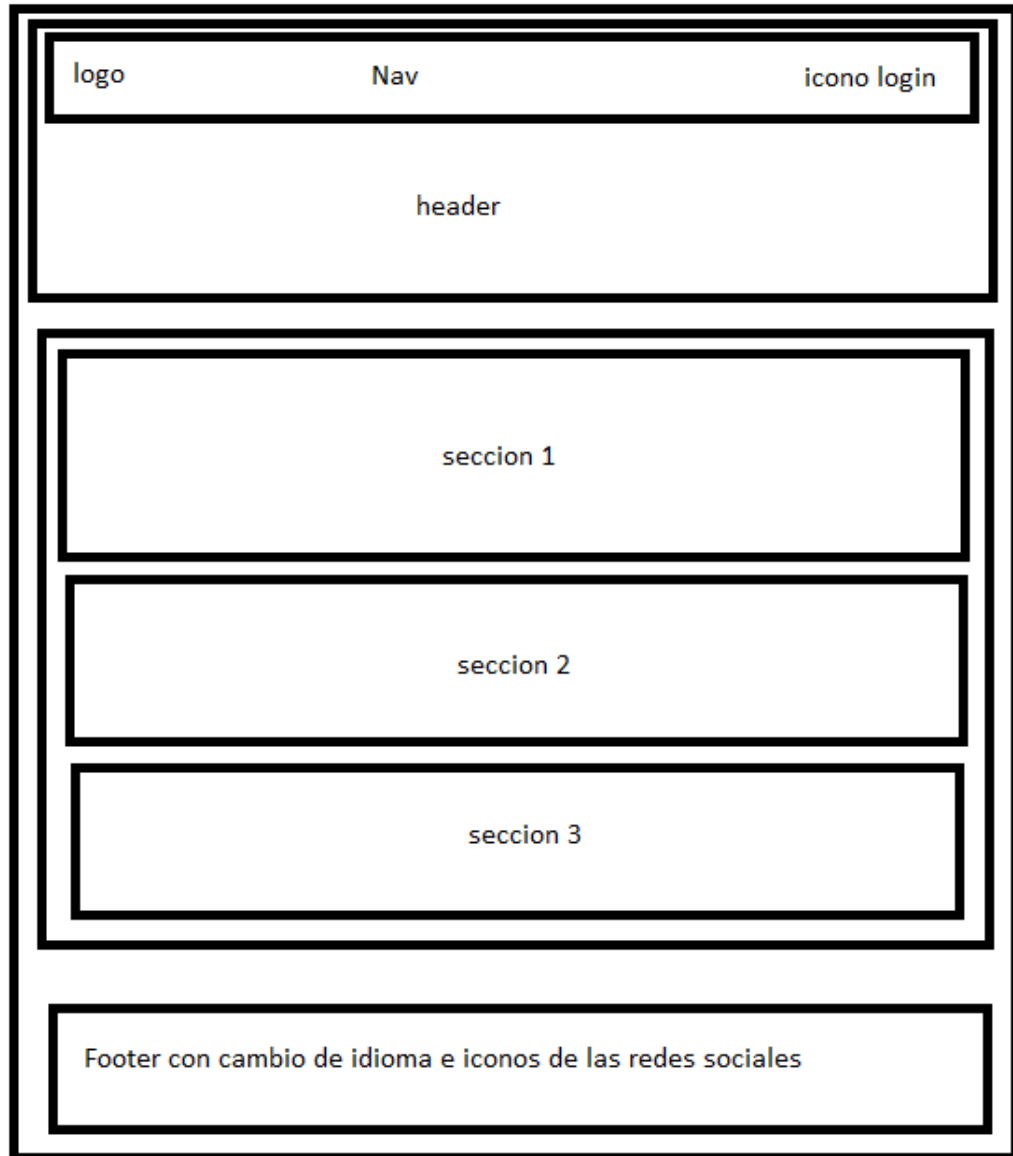 logo
Nav
icono login
header
seccion 1
seccion 2
seccion 3
Footer con cambio de idioma e iconos de las redes sociales